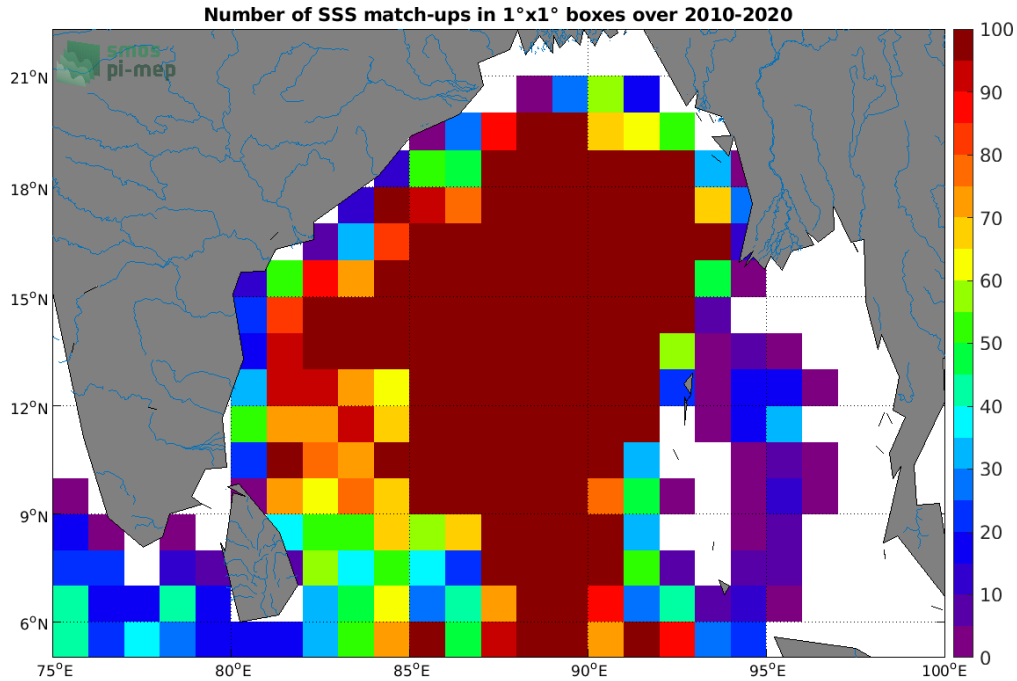 Number of SSS match-ups in 1°x1° boxes over 2010-2020
smos
pi-mep
21°N
18°N
15°N
12°N
9°N
6°N
75°E
80°E
85°E
90°E
95°E
100°E
100
90
80
70
60
50
40
30
20
10
0